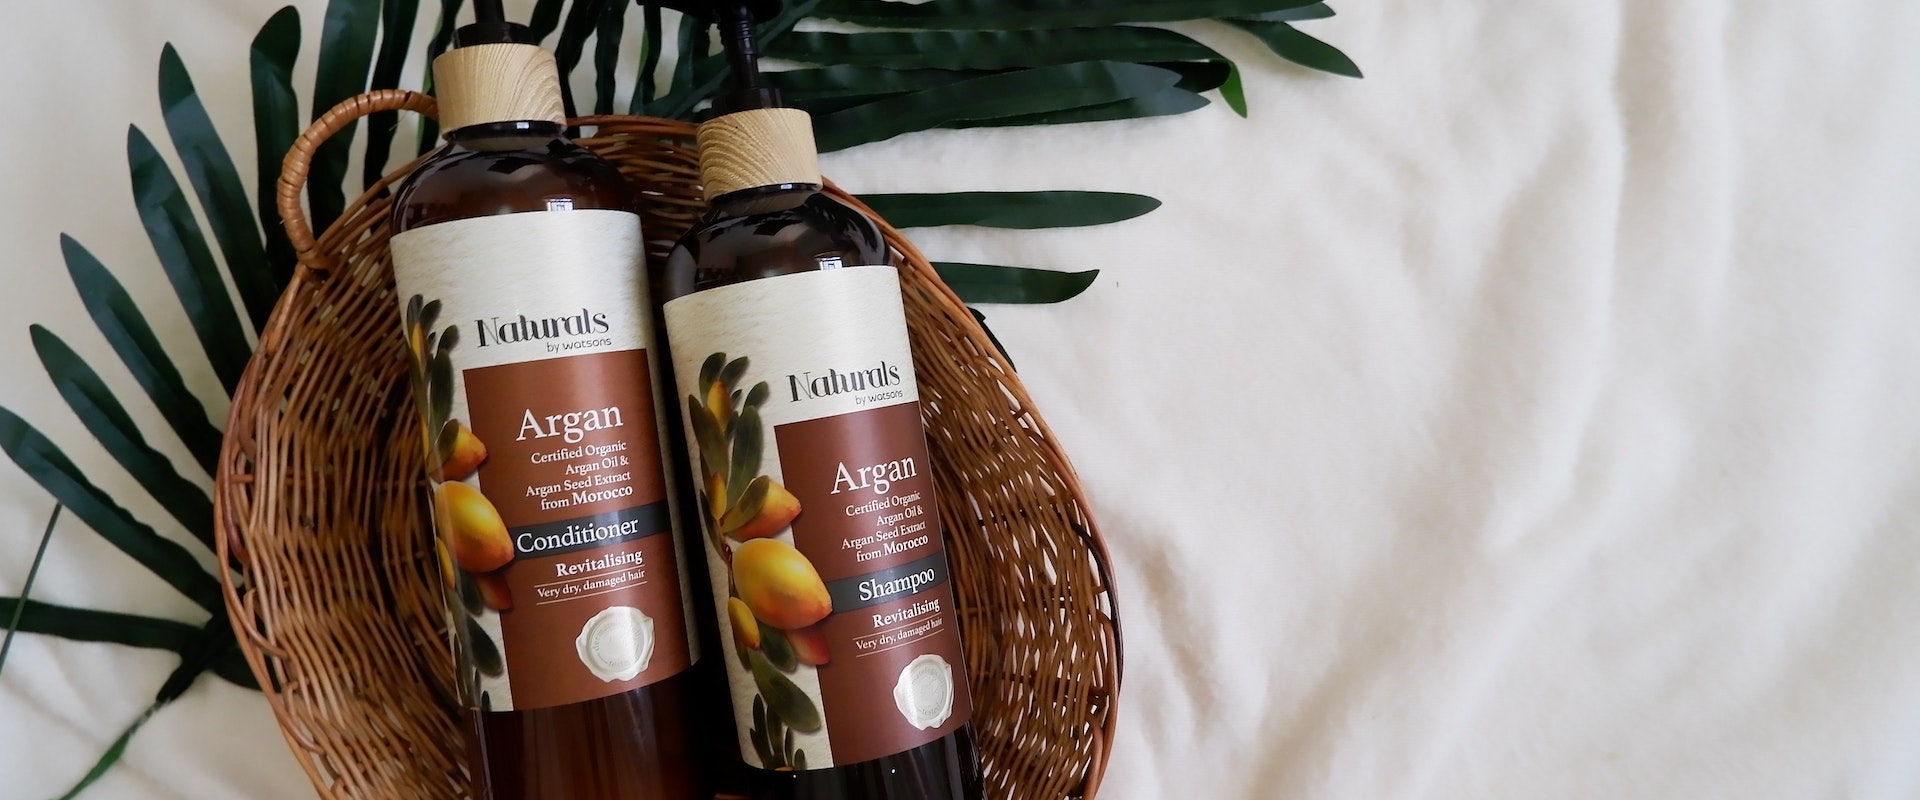 Naturals
by watsons
Argan
Certified Organic
Argan Oil &
Argan Seed Extract
from Morocco
Conditioner
Revitalising
Very dry, damaged hair
Naturals
by watsons
Argan
Certified Organic
Argan Oil &
Argan Seed Extract
from Morocco
Shampoo
Revitalising
Very dry, damaged hair